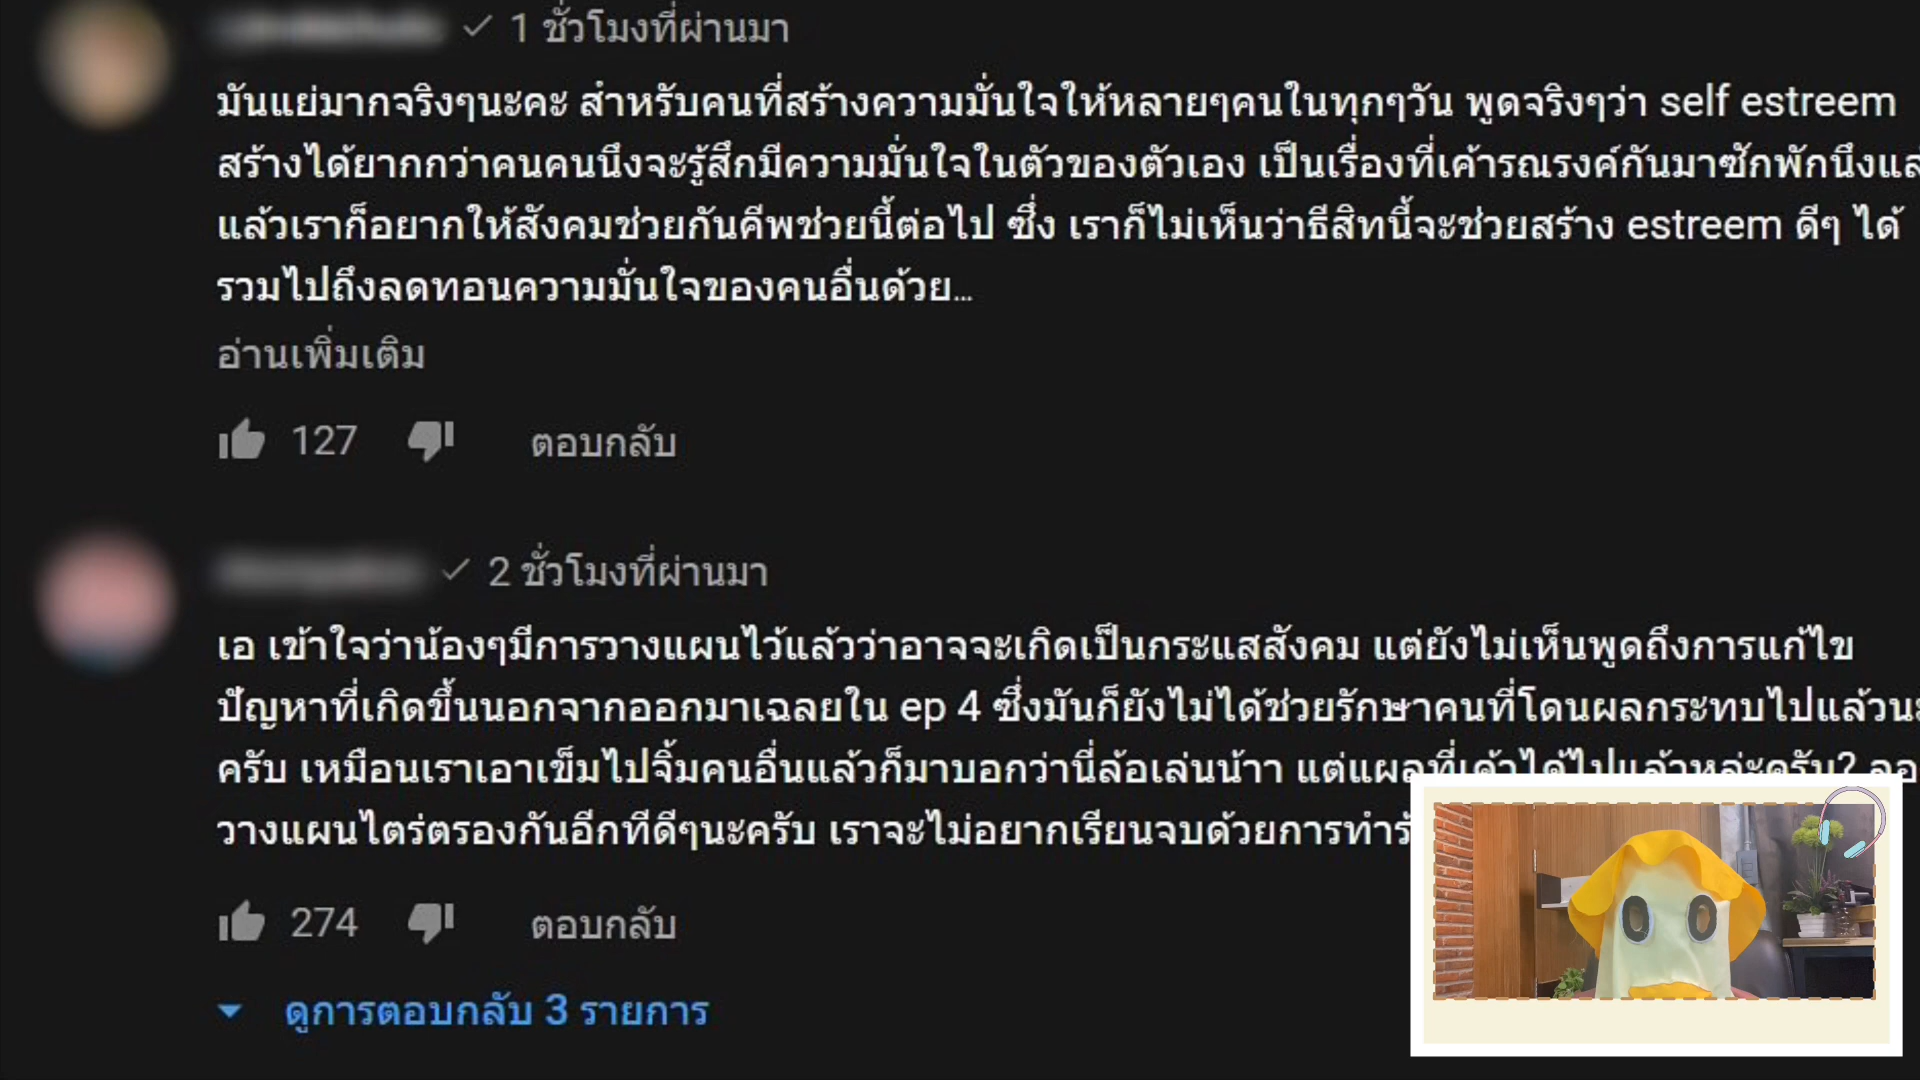 1 ชั่วโมงที่ผ่านมา
มันแย่มากจริงๆนะคะ สำหรับคนที่สร้างความมั่นใจให้หลายๆคนในทุกๆวัน พูดจริงๆว่า self estreem
สร้างได้ยากกว่าคนคนนึงจะรู้สึกมีความมั่นใจในตัวของตัวเอง เป็นเรื่องที่เค้ารณรงค์กันมาซักพักนึง
แล้วเราก็อยากให้สังคมช่วยกันคีพช่วยนี้ต่อไป ซึ่ง เราก็ไม่เห็นว่าธีสิทนี้จะช่วยสร้าง estreem ดีๆ ได้
รวมไปถึงลดทอนความมั่นใจของคนอื่นด้วย...
อ่านเพิ่มเติม
127 ตอบกลับ
2 ชั่วโมงที่ผ่านมา
เอ เข้าใจว่าน้องๆมีการวางแผนไว้แล้วว่าอาจจะเกิดเป็นกระแสสังคม แต่ยังไม่เห็นพูดถึงการแก้ไข
ปัญหาที่เกิดขึ้นนอกจากออกมาเฉลยใน ep 4 ซึ่งมันก็ยังไม่ได้ช่วยรักษาคนที่โดนผลกระทบไปแล้ว
ครับ เหมือนเราเอาเข็มไปจิ้มคนอื่นแล้วก็มาบอกว่านี่ล้อเล่นน้าา แต่แผลที่เค้าได้ไปแล้วหล่ะครับ?
วางแผนไตร่ตรองกันอีกทีดีๆนะครับ เราจะไม่อยากเรียนจบด้วยการ
274 ตอบกลับ
ดูการตอบกลับ 3 รายการ